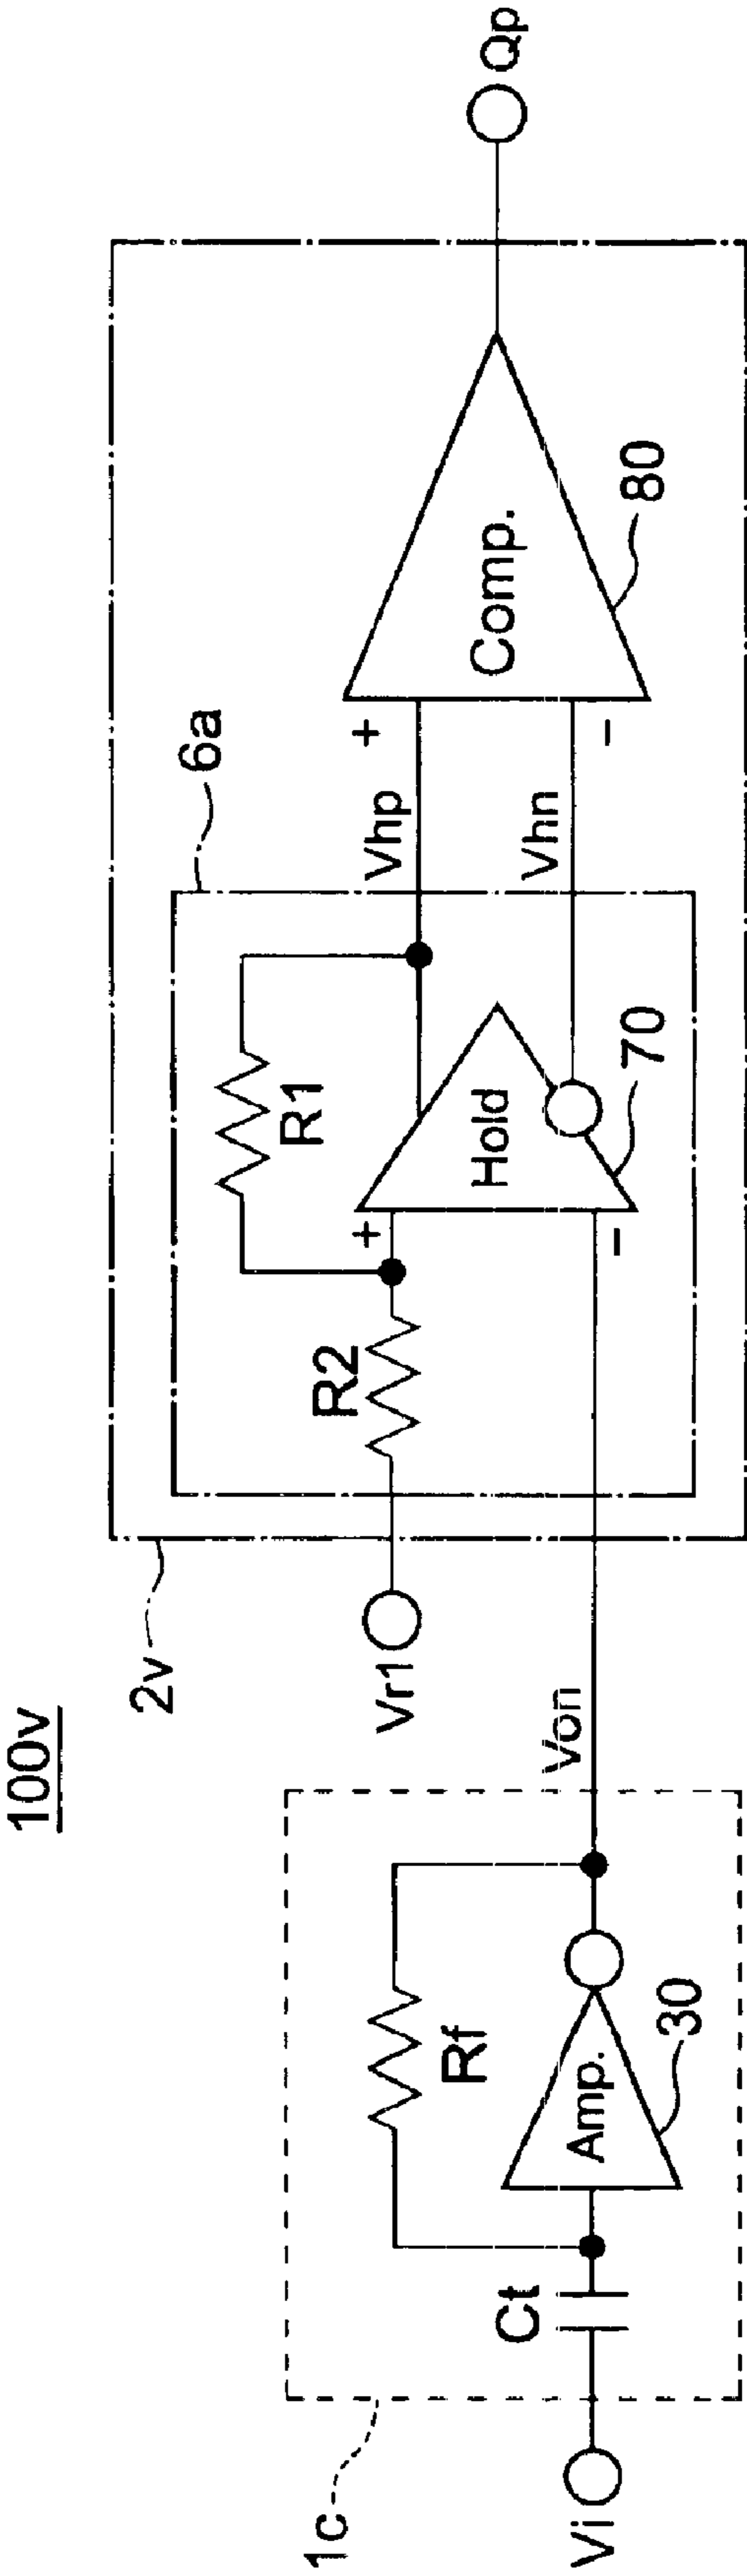 100v
2v
6a
R1
R2
+
Hold
−
70
Vhp
Vhn
+
−
Comp.
80
Qp
Vr1
Von
1c
Rf
Ct
Amp.
30
Vi